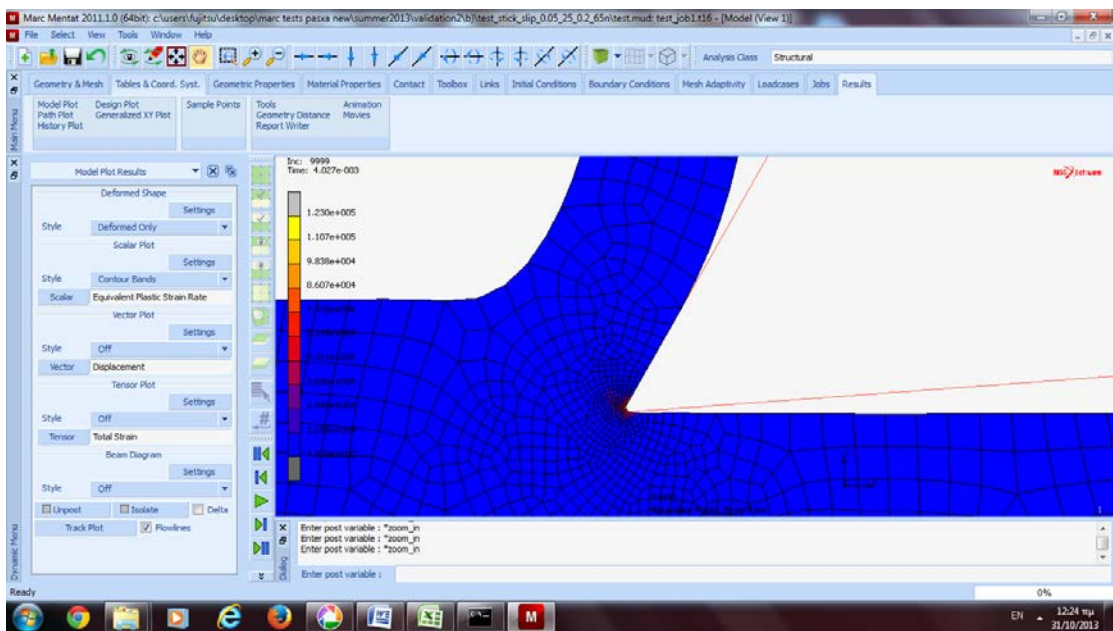 Marc Mentat 2011.1.0 (64bit): c:\users\fujitsu\desktop\marc tests pasxa new\summer2013\validation2\b)\test_stick_slip_0.05_25_0.2_65n\test.mud: test_job1.t16 - [Model (View 1)]
File Select View Tools Window Help
Analysis Class Structural
Geometry & Mesh Tables & Coord. Syst. Geometric Properties Material Properties Contact Toolbox Links Initial Conditions Boundary Conditions Mesh Adaptivity Loadcases Jobs Results
Model Plot Design Plot Sample Points Tools Animation
Path Plot Generalized XY Plot Geometry Distance Movies
History Plot Report Writer
Main Menu
Model Plot Results
Deformed Shape
Settings
Style Deformed Only
Scalar Plot
Settings
Style Contour Bands
Scalar Equivalent Plastic Strain Rate
Vector Plot
Settings
Style Off
Vector Displacement
Tensor Plot
Settings
Style Off
Tensor Total Strain
Beam Diagram
Settings
Style Off
Unpost Isolate Delta
Track Plot Flowlines
Dynamic Menu
Inc: 9999
Time: 4.027e-003
1.230e+005
1.107e+005
9.838e+004
8.607e+004
MSC Software
1
Dialog
Enter post variable : *zoom_in
Enter post variable : *zoom_in
Enter post variable : *zoom_in
Enter post variable :
Ready
0%
EN
12:24 πμ
31/10/2013